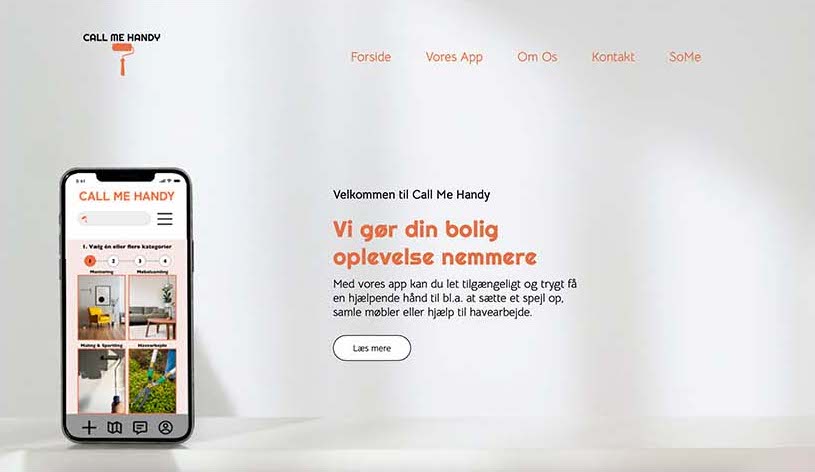 CALL ME HANDY
Forside Vores App Om Os Kontakt SoMe
Velkommen til Call Me Handy
Vi gør din bolig
oplevelse nemmere
Med vores app kan du let tilgængeligt og trygt få
en hjælpende hånd til bl.a. at sætte et spejl op,
samle møbler eller hjælp til havearbejde.
Læs mere
9:41
CALL ME HANDY
1. Vælg én eller flere kategorier
1 2 3 4
Montering Møbelsamling
Maling & Spartling Havearbejde